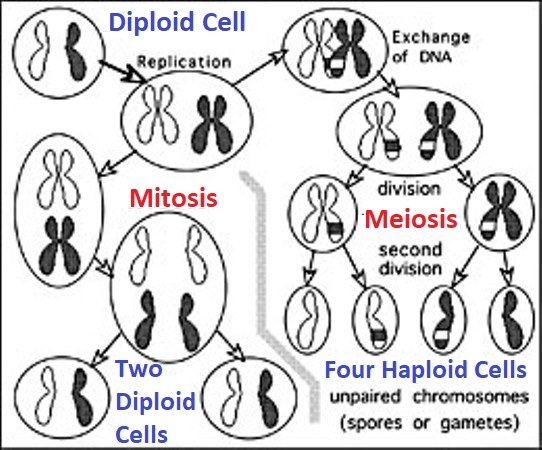 Diploid Cell
Replication
Exchange
of DNA
Mitosis
division
Meiosis
second
division
Two
Diploid
Cells
Four Haploid Cells
unpaired chromosomes
(spores or gametes)